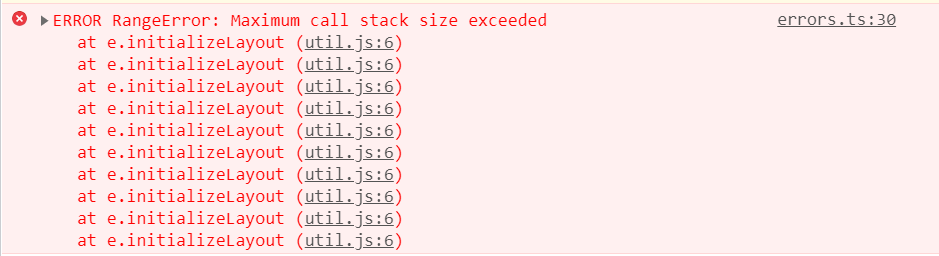 ERROR RangeError: Maximum call stack size exceeded errors.ts:30
at e.initializeLayout (util.js:6)
at e.initializeLayout (util.js:6)
at e.initializeLayout (util.js:6)
at e.initializeLayout (util.js:6)
at e.initializeLayout (util.js:6)
at e.initializeLayout (util.js:6)
at e.initializeLayout (util.js:6)
at e.initializeLayout (util.js:6)
at e.initializeLayout (util.js:6)
at e.initializeLayout (util.js:6)